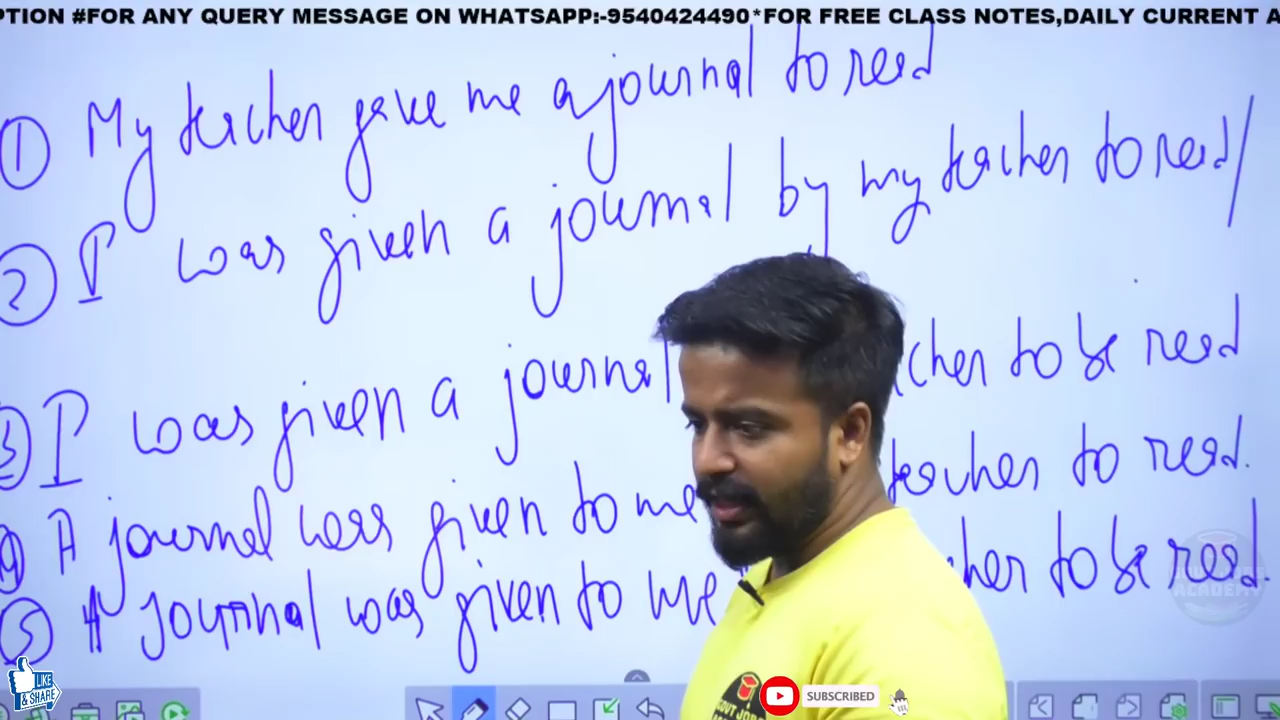 PTION #FOR ANY QUERY MESSAGE ON WHATSAPP:-9540424490*FOR FREE CLASS NOTES,DAILY CURRENT A
① My teacher gave me a journal to read
② I was given a journal by my teacher to read/
③ I was given a journal cher to be read
④ A journal was given to me teacher to read.
⑤ A journal was given to me her to be read.
ACADEMY
LIKE & SHARE
SUBSCRIBED